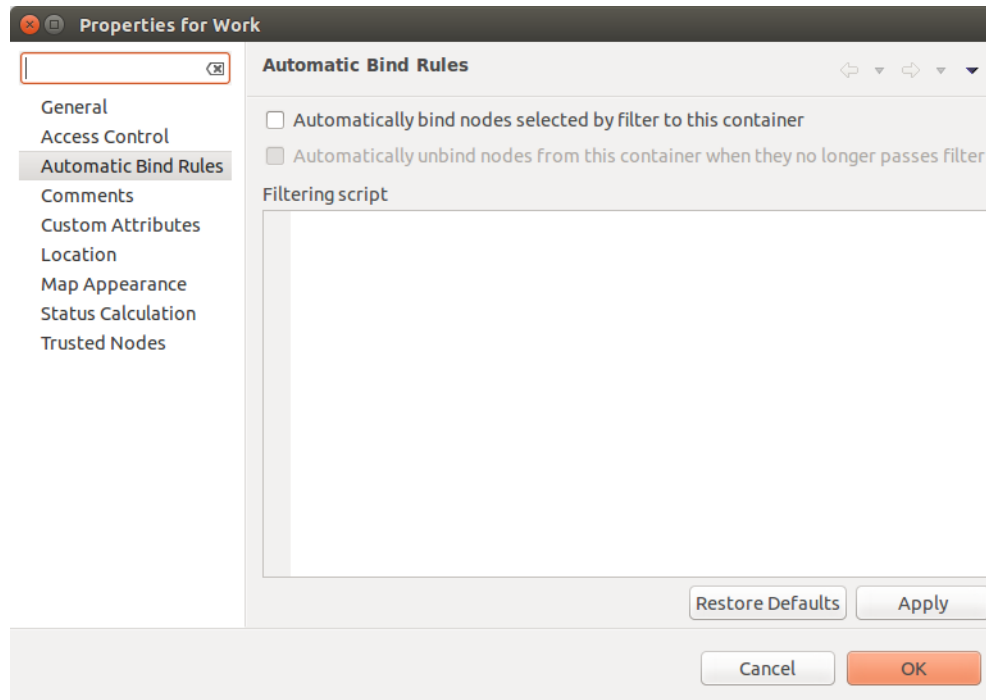 Properties for Work
Automatic Bind Rules
General
Access Control
Automatic Bind Rules
Comments
Custom Attributes
Location
Map Appearance
Status Calculation
Trusted Nodes
Automatically bind nodes selected by filter to this container
Automatically unbind nodes from this container when they no longer passes filter
Filtering script
Restore Defaults
Apply
Cancel
OK